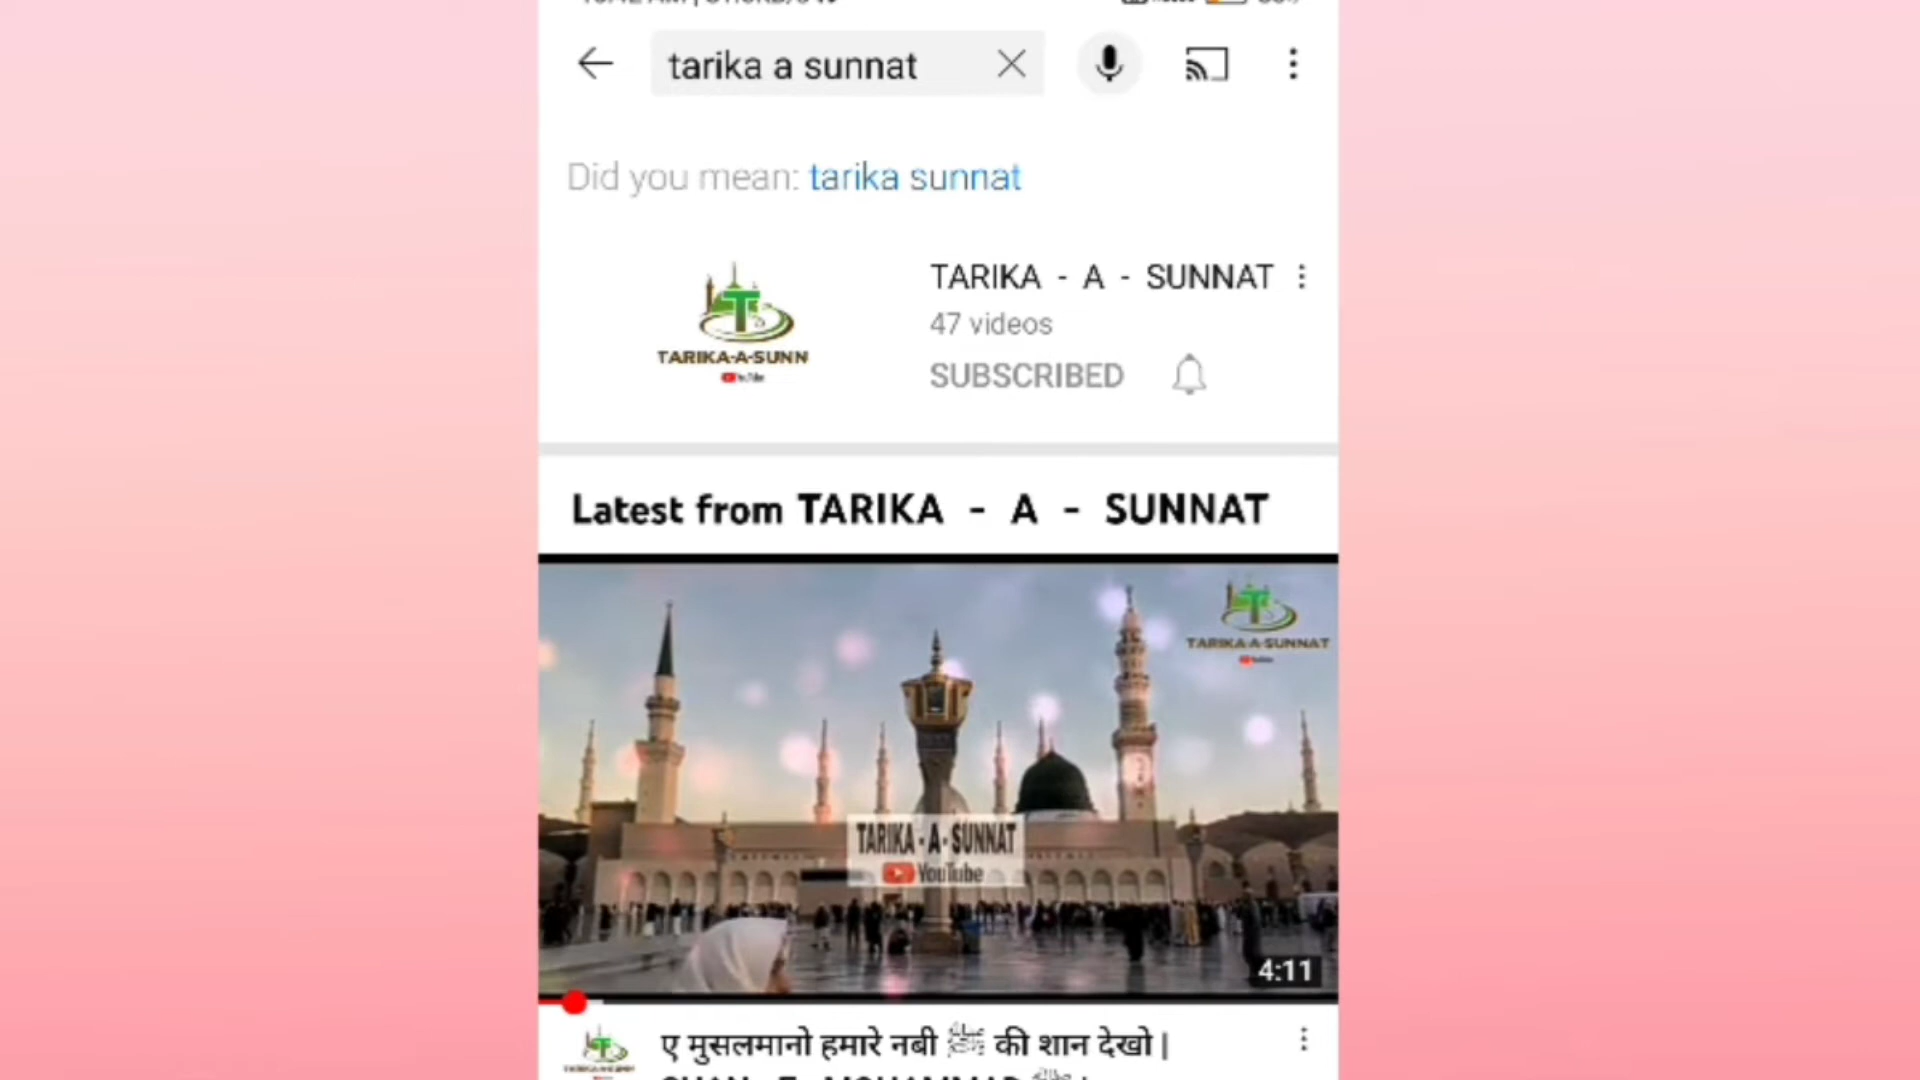 tarika a sunnat
Did you mean: tarika sunnat
TARIKA - A - SUNNAT
47 videos
SUBSCRIBED
TARIKA-A-SUNN
YouTube
Latest from TARIKA - A - SUNNAT
TARIKA-A-SUNNAT
TARIKA - A - SUNNAT
YouTube
4:11
ए मुसलमानो हमारे नबी ﷺ की शान देखो |